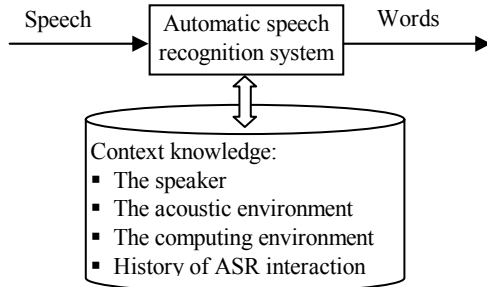 Speech
Automatic speech
recognition system
Words
Context knowledge:
▪ The speaker
▪ The acoustic environment
▪ The computing environment
▪ History of ASR interaction